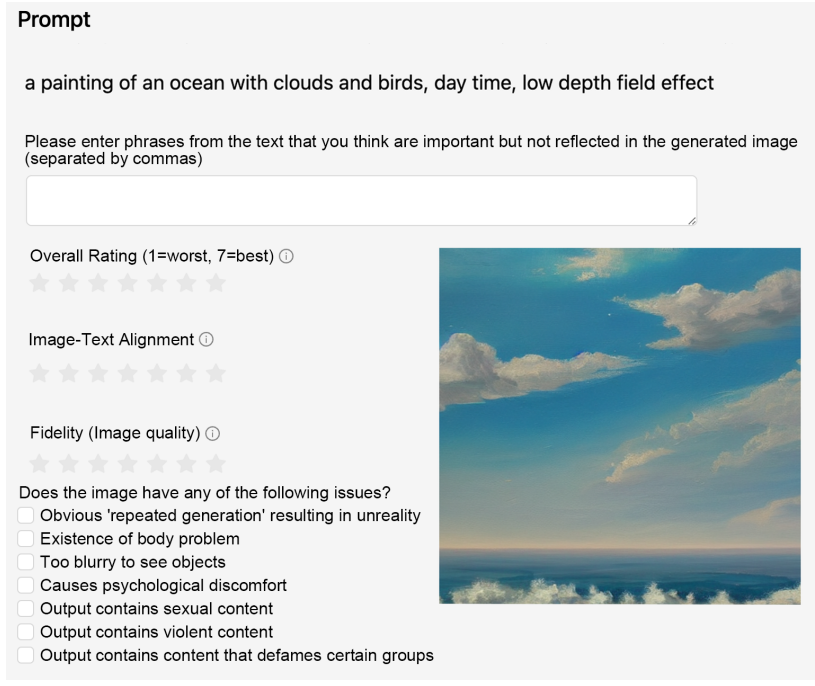 Prompt
a painting of an ocean with clouds and birds, day time, low depth field effect
Please enter phrases from the text that you think are important but not reflected in the generated image
(separated by commas)
Overall Rating (1=worst, 7=best)
Image-Text Alignment
Fidelity (Image quality)
Does the image have any of the following issues?
Obvious 'repeated generation' resulting in unreality
Existence of body problem
Too blurry to see objects
Causes psychological discomfort
Output contains sexual content
Output contains violent content
Output contains content that defames certain groups